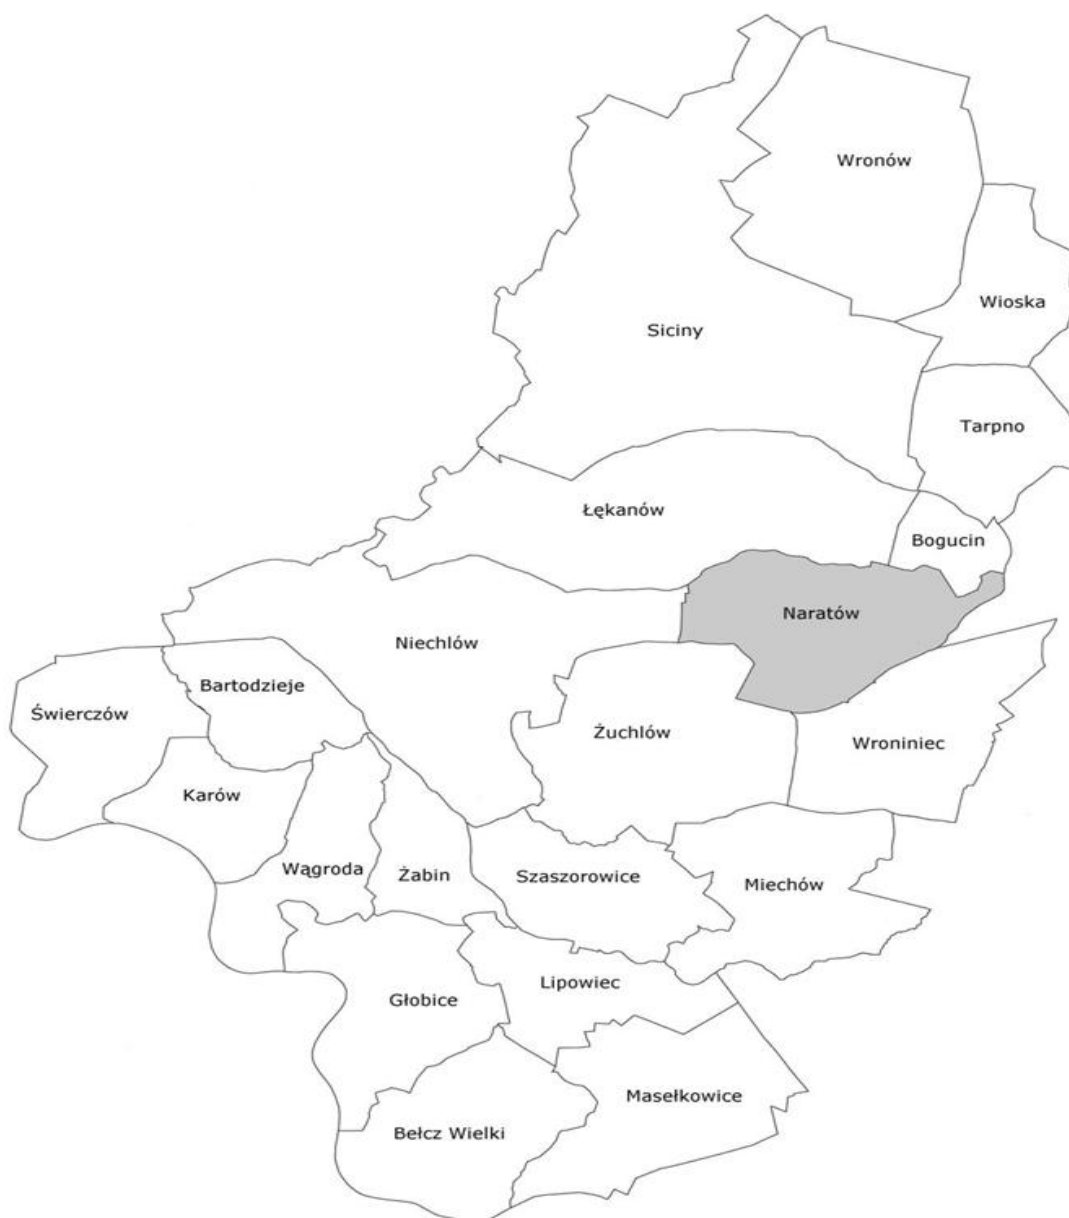 Wronów
Wioska
Siciny
Tarpno
Łękanów
Bogucin
Naratów
Niechlów
Bartodzieje
Świerczów
Żuchlów
Wroniniec
Karów
Wągroda
Żabin
Szaszorowice
Miechów
Lipowiec
Głobice
Masełkowice
Bełcz Wielki